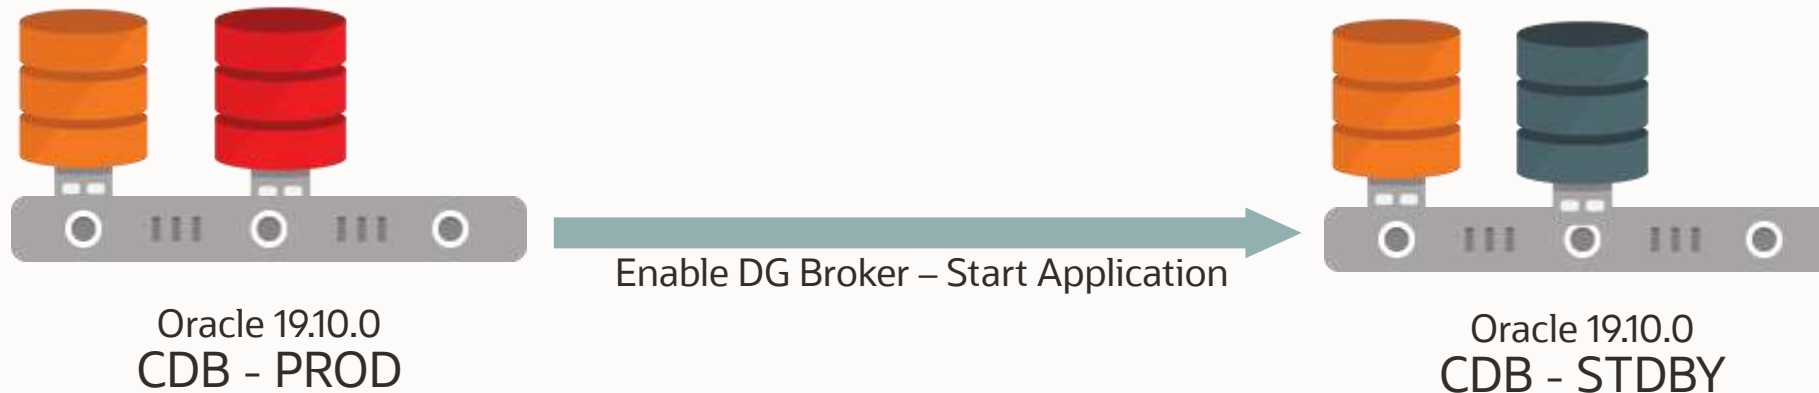 Enable DG Broker – Start Application
Oracle 19.10.0
CDB - PROD
Oracle 19.10.0
CDB - STDBY